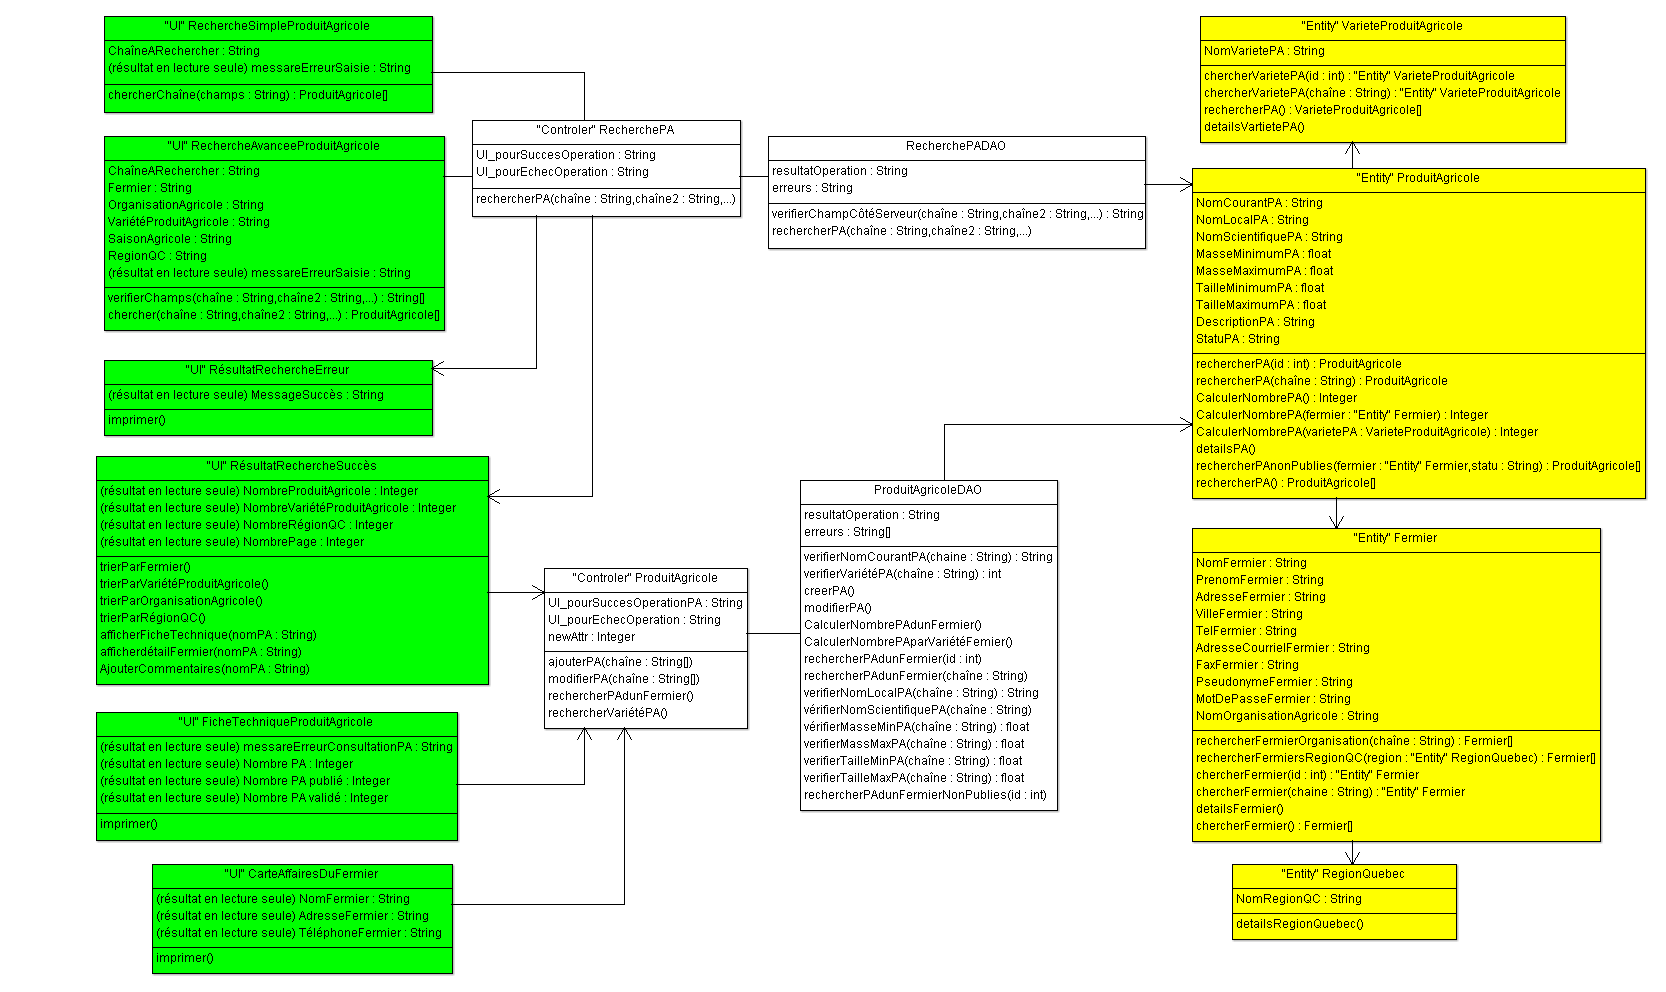 "UI" RechercheSimpleProduitAgricole
ChaîneARechercher : String
(résultat en lecture seule) messareErreurSaisie : String
chercherChaîne(champs : String) : ProduitAgricole[]
"UI" RechercheAvanceeProduitAgricole
ChaîneARechercher : String
Fermier : String
OrganisationAgricole : String
VariétéProduitAgricole : String
SaisonAgricole : String
RegionQC : String
(résultat en lecture seule) messareErreurSaisie : String
verifierChamps(chaîne : String,chaîne2 : String,...) : String[]
chercher(chaîne : String,chaîne2 : String,...) : ProduitAgricole[]
"UI" RésultatRechercheErreur
(résultat en lecture seule) MessageSuccès : String
imprimer()
"UI" RésultatRechercheSuccès
(résultat en lecture seule) NombreProduitAgricole : Integer
(résultat en lecture seule) NombreVariétéProduitAgricole : Integer
(résultat en lecture seule) NombreRégionQC : Integer
(résultat en lecture seule) NombrePage : Integer
trierParFermier()
trierParVariétéProduitAgricole()
trierParOrganisationAgricole()
trierParRégionQC()
afficherFicheTechnique(nomPA : String)
afficherdétailFermier(nomPA : String)
AjouterCommentaires(nomPA : String)
"UI" FicheTechniqueProduitAgricole
(résultat en lecture seule) messareErreurConsultationPA : String
(résultat en lecture seule) Nombre PA : Integer
(résultat en lecture seule) Nombre PA publié : Integer
(résultat en lecture seule) Nombre PA validé : Integer
imprimer()
"UI" CarteAffairesDuFermier
(résultat en lecture seule) NomFermier : String
(résultat en lecture seule) AdresseFermier : String
(résultat en lecture seule) TéléphoneFermier : String
imprimer()
"Controler" RecherchePA
UI_pourSuccesOperation : String
UI_pourEchecOperation : String
rechercherPA(chaîne : String,chaîne2 : String,...)
"Controler" ProduitAgricole
UI_pourSuccesOperationPA : String
UI_pourEchecOperation : String
newAttr : Integer
ajouterPA(chaîne : String[])
modifierPA(chaîne : String[])
rechercherPAdunFermier()
rechercherVariétéPA()
RecherchePADAO
resultatOperation : String
erreurs : String
verifierChampCôtéServeur(chaîne : String,chaîne2 : String,...) : String
rechercherPA(chaîne : String,chaîne2 : String,...)
ProduitAgricoleDAO
resultatOperation : String
erreurs : String[]
verifierNomCourantPA(chaine : String) : String
verifierVariétéPA(chaîne : String) : int
creerPA()
modifierPA()
CalculerNombrePAdunFermier()
CalculerNombrePAparVariétéFemier()
rechercherPAdunFermier(id : int)
rechercherPAdunFermier(chaîne : String)
verifierNomLocalPA(chaîne : String) : String
vérifierNomScientifiquePA(chaîne : String)
vérifierMasseMinPA(chaîne : String) : float
verifierMassMaxPA(chaîne : String) : float
verifierTailleMinPA(chaîne : String) : float
verifierTailleMaxPA(chaîne : String) : float
rechercherPAdunFermierNonPublies(id : int)
"Entity" VarieteProduitAgricole
NomVarietePA : String
chercherVarietePA(id : int) : "Entity" VarieteProduitAgricole
chercherVarietePA(chaîne : String) : "Entity" VarieteProduitAgricole
rechercherPA() : VarieteProduitAgricole[]
detailsVartietePA()
"Entity" ProduitAgricole
NomCourantPA : String
NomLocalPA : String
NomScientifiquePA : String
MasseMinimumPA : float
MasseMaximumPA : float
TailleMinimumPA : float
TailleMaximumPA : float
DescriptionPA : String
StatuPA : String
rechercherPA(id : int) : ProduitAgricole
rechercherPA(chaîne : String) : ProduitAgricole
CalculerNombrePA() : Integer
CalculerNombrePA(fermier : "Entity" Fermier) : Integer
CalculerNombrePA(varietePA : VarieteProduitAgricole) : Integer
detailsPA()
rechercherPAnonPublies(fermier : "Entity" Fermier,statu : String) : ProduitAgricole[]
rechercherPA() : ProduitAgricole[]
"Entity" Fermier
NomFermier : String
PrenomFermier : String
AdresseFermier : String
VilleFermier : String
TelFermier : String
AdresseCourrielFermier : String
FaxFermier : String
PseudonymeFermier : String
MotDePasseFermier : String
NomOrganisationAgricole : String
rechercherFermierOrganisation(chaîne : String) : Fermier[]
rechercherFermiersRegionQC(region : "Entity" RegionQuebec) : Fermier[]
chercherFermier(id : int) : "Entity" Fermier
chercherFermier(chaine : String) : "Entity" Fermier
detailsFermier()
chercherFermier() : Fermier[]
"Entity" RegionQuebec
NomRegionQC : String
detailsRegionQuebec()